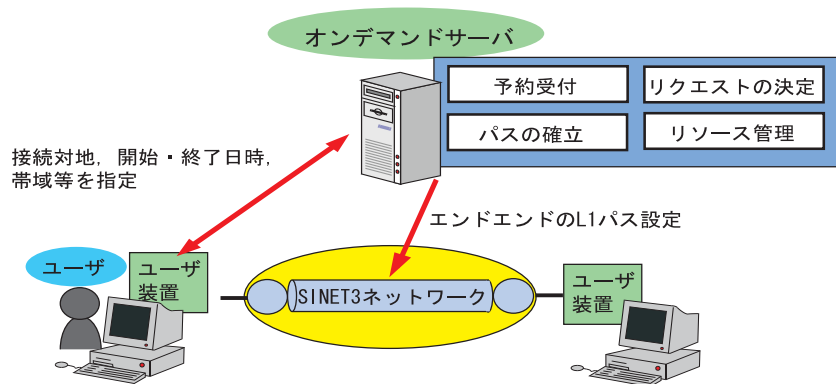 オンデマンドサーバ
予約受付
リクエストの決定
パスの確立
リソース管理
接続対地，開始・終了日時，
帯域等を指定
エンドエンドのL1パス設定
ユーザ
ユーザ
装置
SINET3ネットワーク
ユーザ
装置